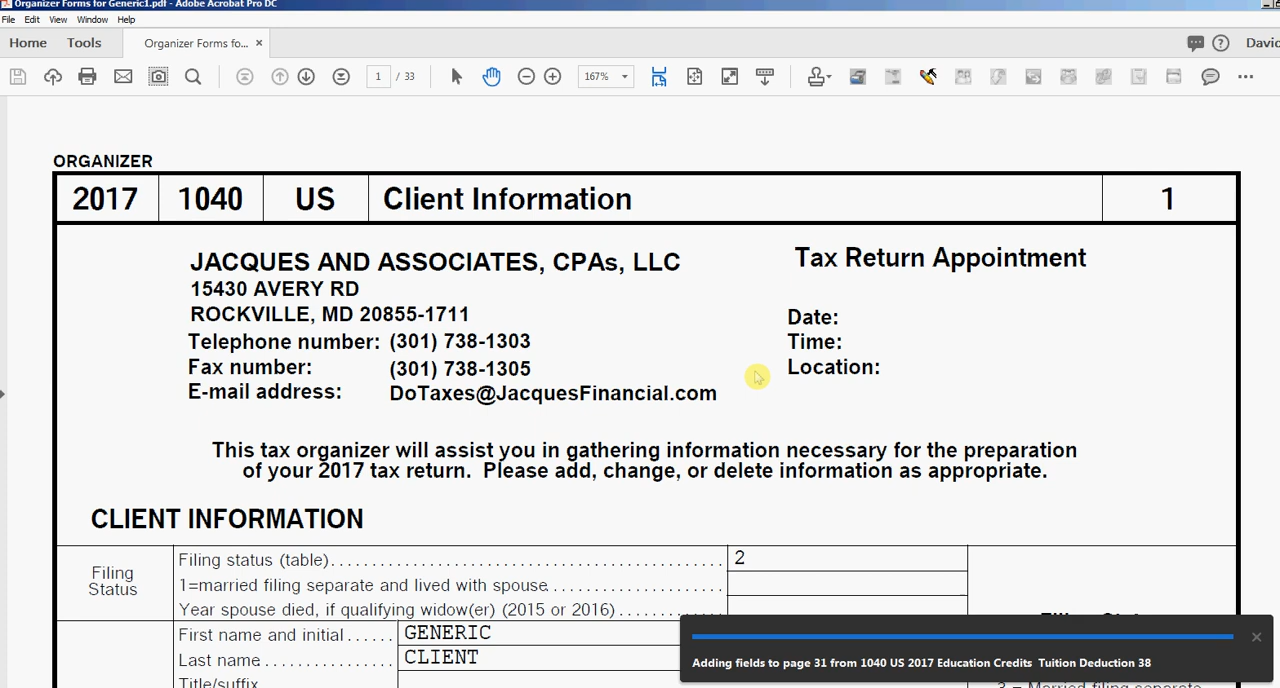 Organizer Forms for Generic1.pdf - Adobe Acrobat Pro DC
File Edit View Window Help
Home Tools Organizer Forms fo... × David
1 / 33 167%
ORGANIZER
2017 1040 US Client Information 1
JACQUES AND ASSOCIATES, CPAs, LLC
Tax Return Appointment
15430 AVERY RD
ROCKVILLE, MD 20855-1711
Date:
Telephone number: (301) 738-1303
Time:
Fax number: (301) 738-1305
Location:
E-mail address: DoTaxes@JacquesFinancial.com
This tax organizer will assist you in gathering information necessary for the preparation
of your 2017 tax return. Please add, change, or delete information as appropriate.
CLIENT INFORMATION
Filing
Status
Filing status (table) 2
1=married filing separate and lived with spouse
Year spouse died, if qualifying widow(er) (2015 or 2016)
First name and initial GENERIC
Last name CLIENT
Title/suffix
Adding fields to page 31 from 1040 US 2017 Education Credits Tuition Deduction 38
3 = Married filing separate